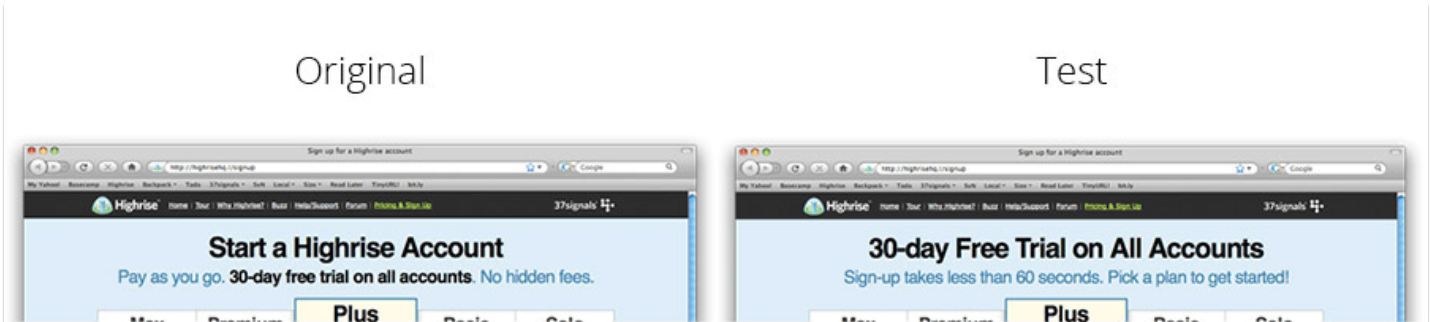 Original
Test
Sign up for a Highrise account
http://highrisehq.com/signup
Google
My Yahoo! Basecamp Highrise Backpack Tada 37signals SvN Local Size Read Later TinyURL! bit.ly
Highrise Home | Tour | Why Highrise? | Buzz | Help/Support | Forum | Pricing & Sign Up 37signals
Start a Highrise Account
Pay as you go. 30-day free trial on all accounts. No hidden fees.
Max Premium Plus Basic Solo
Sign up for a Highrise account
Google
My Yahoo! Basecamp Highrise Backpack Tada 37signals SvN Local Size Read Later TinyURL! bit.ly
Highrise Home | Tour | Why Highrise? | Buzz | Help/Support | Forum | Pricing & Sign Up 37signals
30-day Free Trial on All Accounts
Sign-up takes less than 60 seconds. Pick a plan to get started!
Max Premium Plus Basic Solo